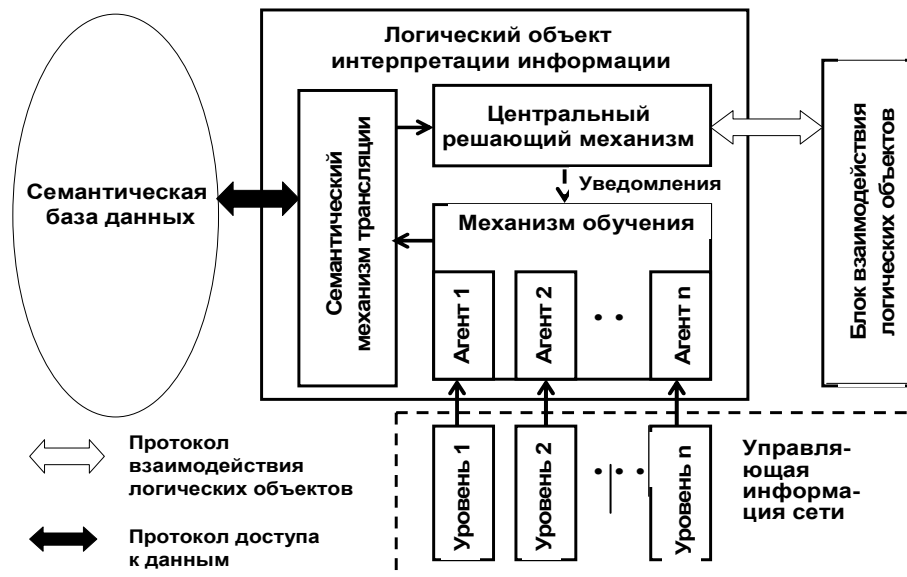 Логический объект
интерпретации информации
Семантическая
база данных
Семантический
механизм трансляции
Центральный
решающий механизм
Уведомления
Механизм обучения
Агент 1
Агент 2
Агент n
Блок взаимодействия
логических объектов
Уровень 1
Уровень 2
Уровень n
Управля-
ющая
информа-
ция сети
Протокол
взаимодействия
логических объектов
Протокол доступа
к данным